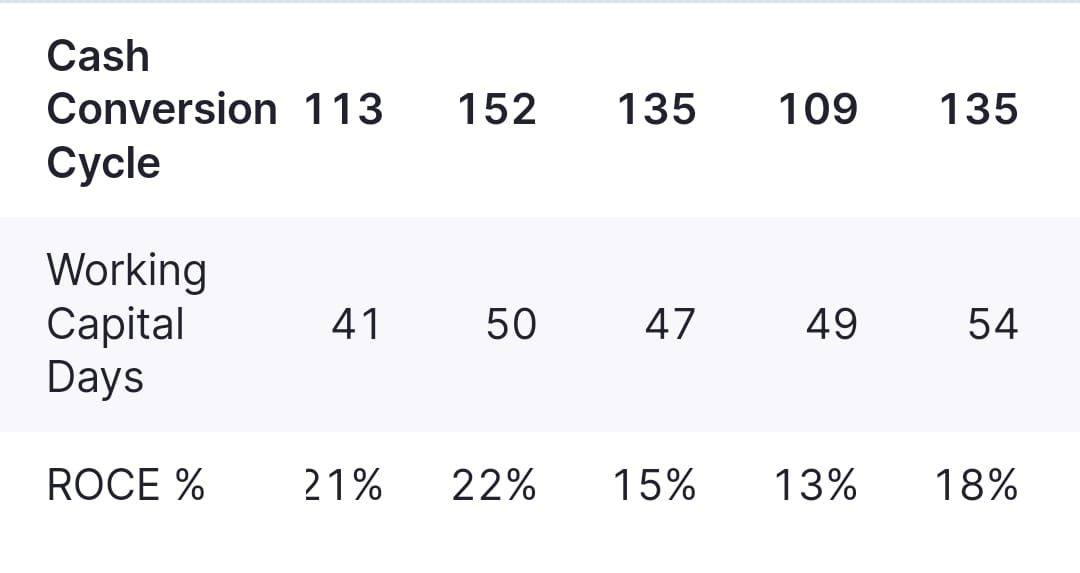 Cash
Conversion 113 152 135 109 135
Cycle
Working
Capital 41 50 47 49 54
Days
ROCE % 21% 22% 15% 13% 18%